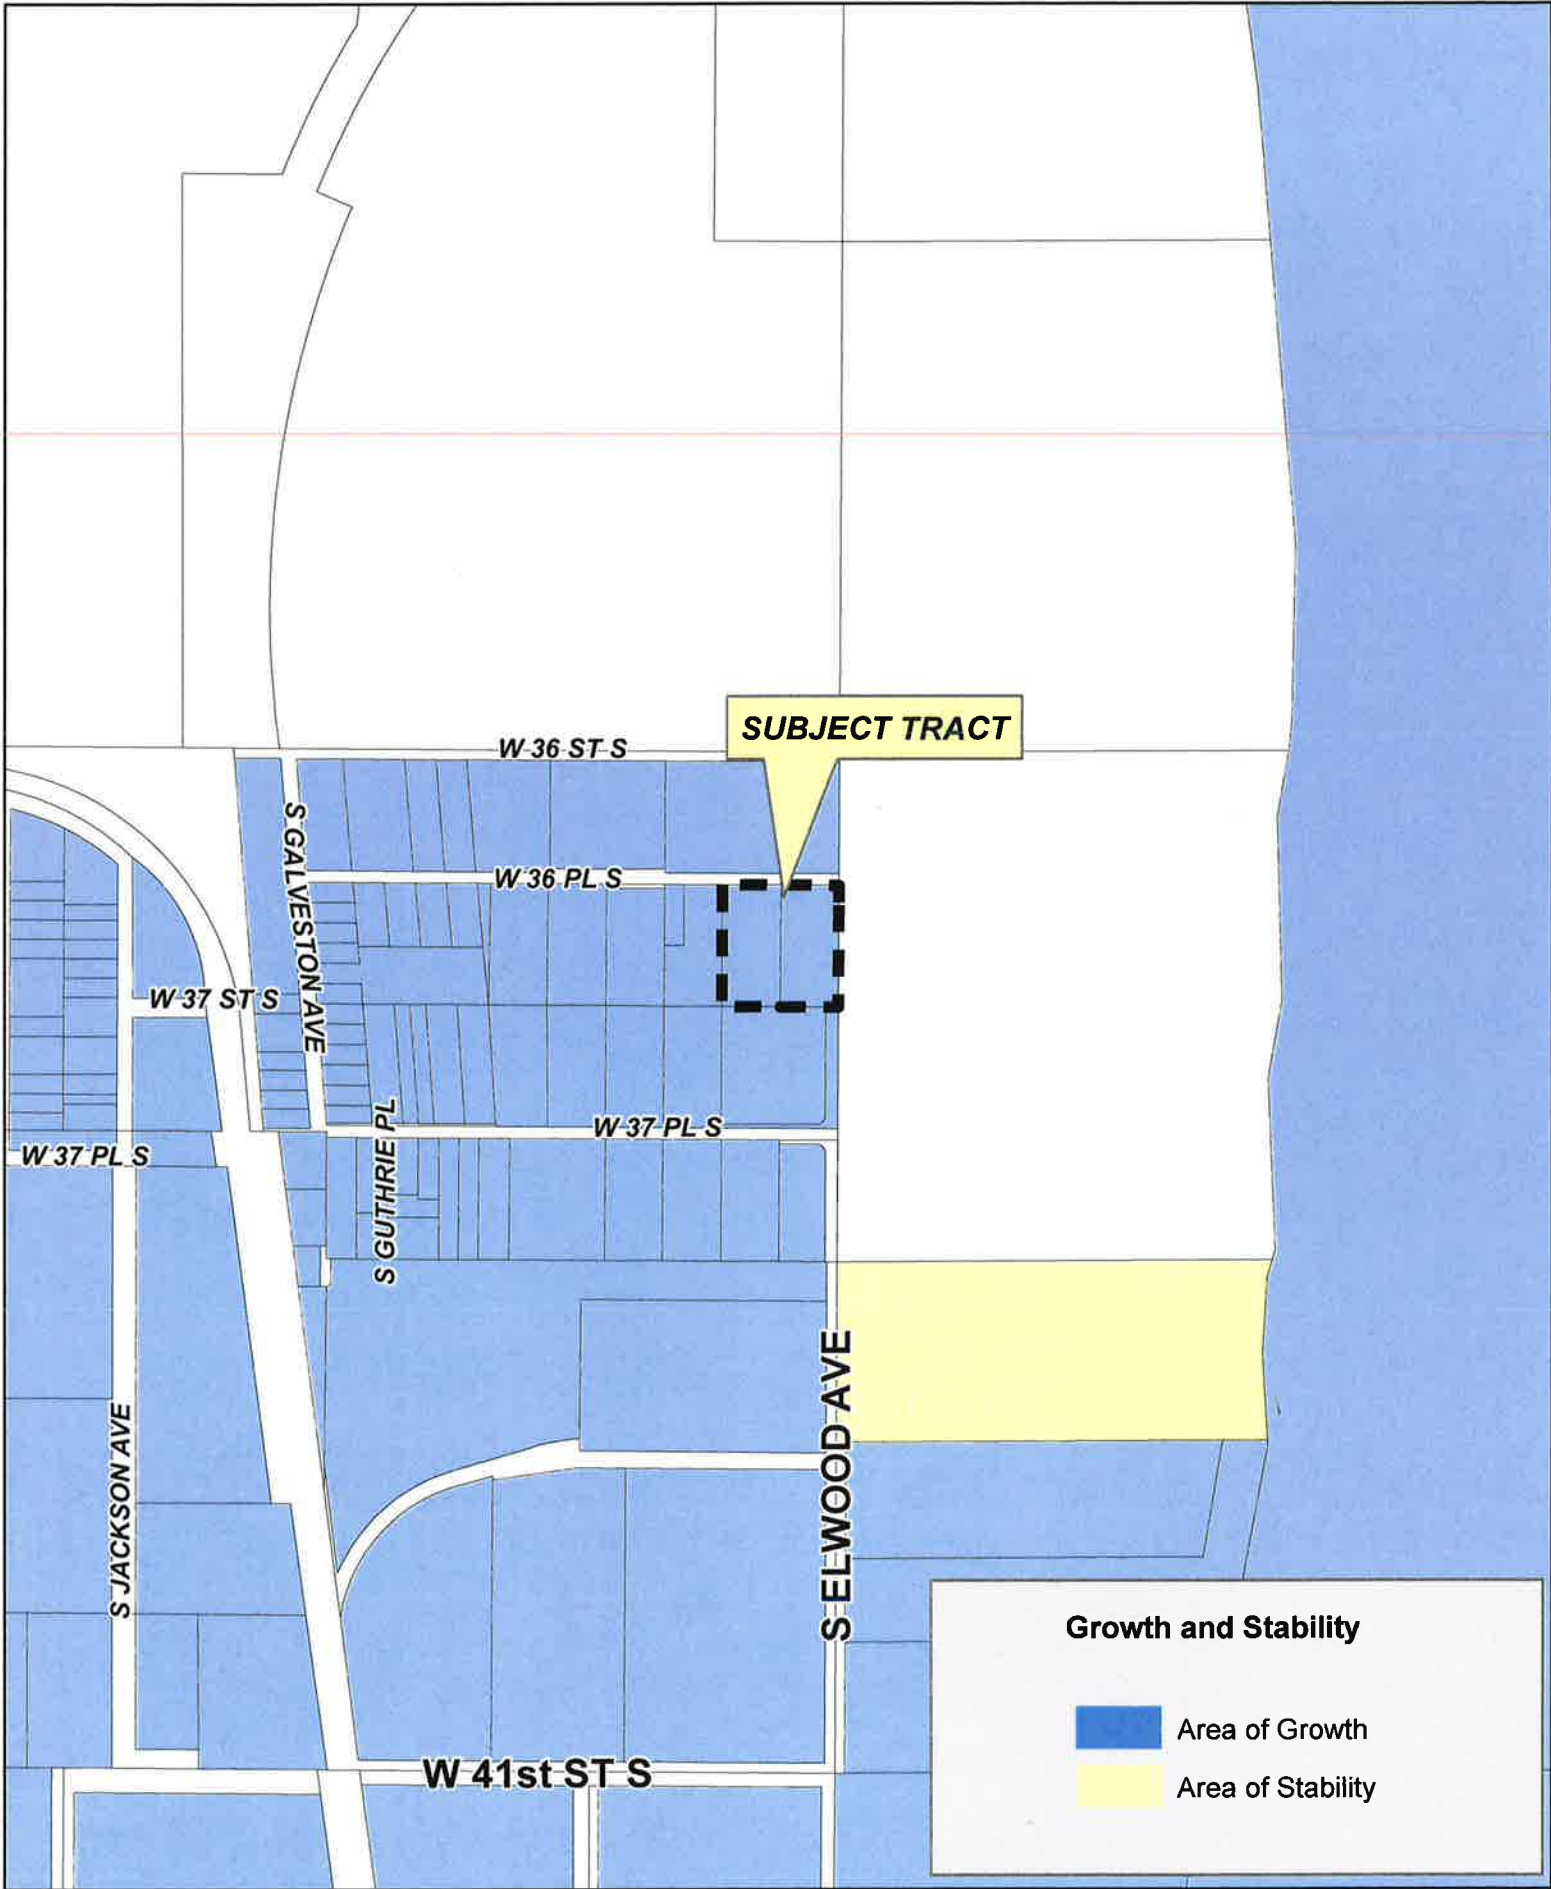 SUBJECT TRACT
W 36 ST S
S GALVESTON AVE
W 36 PL S
W 37 ST S
S GUTHRIE PL
W 37 PL S
W 37 PL S
S JACKSON AVE
S ELWOOD AVE
W 41st ST S
Growth and Stability
Area of Growth
Area of Stability